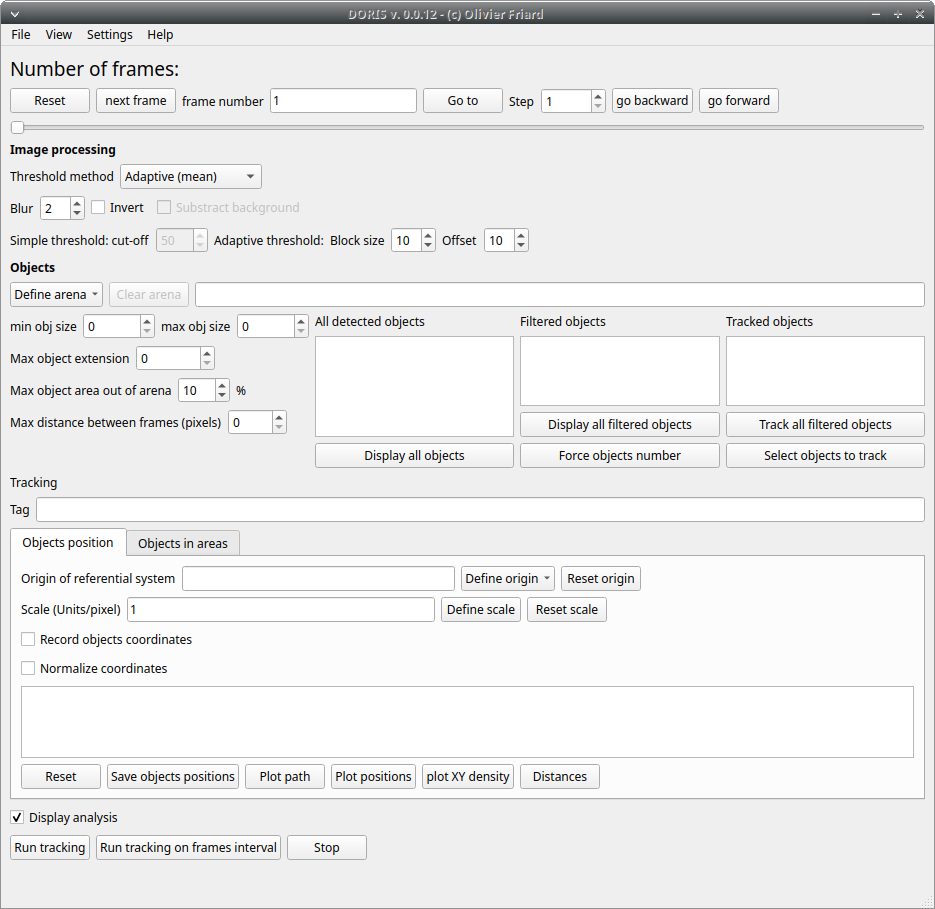 DORIS v. 0.0.12 - (c) Olivier Friard
File View Settings Help
Number of frames:
Reset next frame frame number 1 Go to Step 1 go backward go forward
Image processing
Threshold method Adaptive (mean)
Blur 2 Invert Substract background
Simple threshold: cut-off 50 Adaptive threshold: Block size 10 Offset 10
Objects
Define arena Clear arena
min obj size 0 max obj size 0 All detected objects Filtered objects Tracked objects
Max object extension 0
Max object area out of arena 10 %
Max distance between frames (pixels) 0 Display all filtered objects Track all filtered objects
Display all objects Force objects number Select objects to track
Tracking
Tag
Objects position Objects in areas
Origin of referential system Define origin Reset origin
Scale (Units/pixel) 1 Define scale Reset scale
Record objects coordinates
Normalize coordinates
Reset Save objects positions Plot path Plot positions plot XY density Distances
Display analysis
Run tracking Run tracking on frames interval Stop